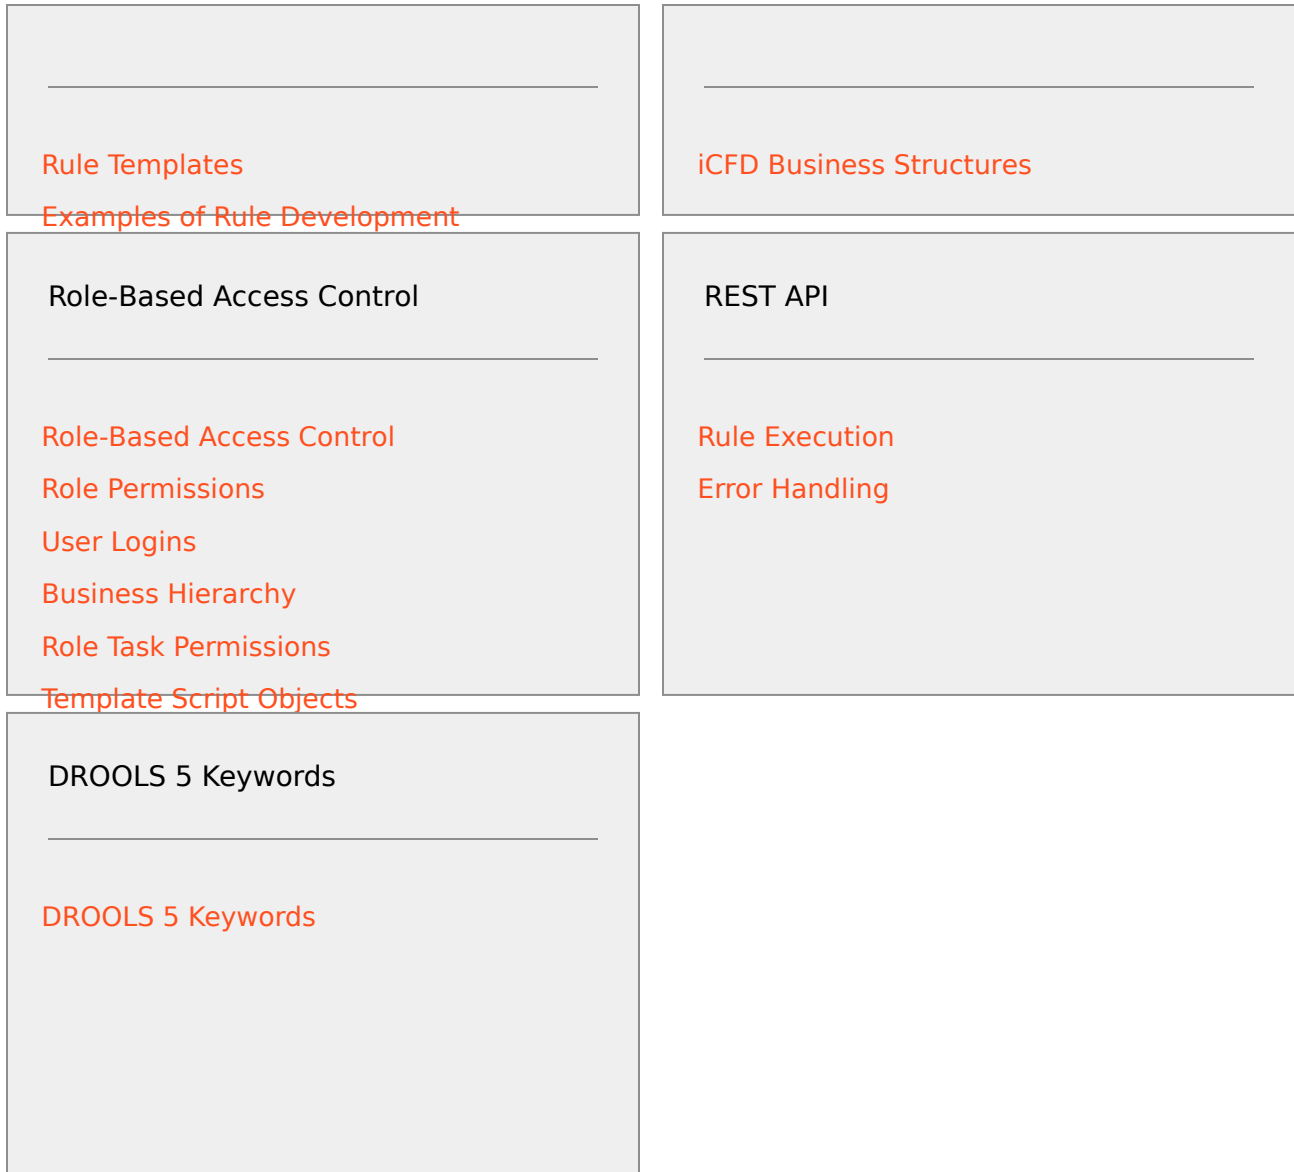 Rule Templates
Examples of Rule Development
iCFD Business Structures
Role-Based Access Control
Role-Based Access Control
Role Permissions
User Logins
Business Hierarchy
Role Task Permissions
Template Script Objects
REST API
Rule Execution
Error Handling
DROOLS 5 Keywords
DROOLS 5 Keywords